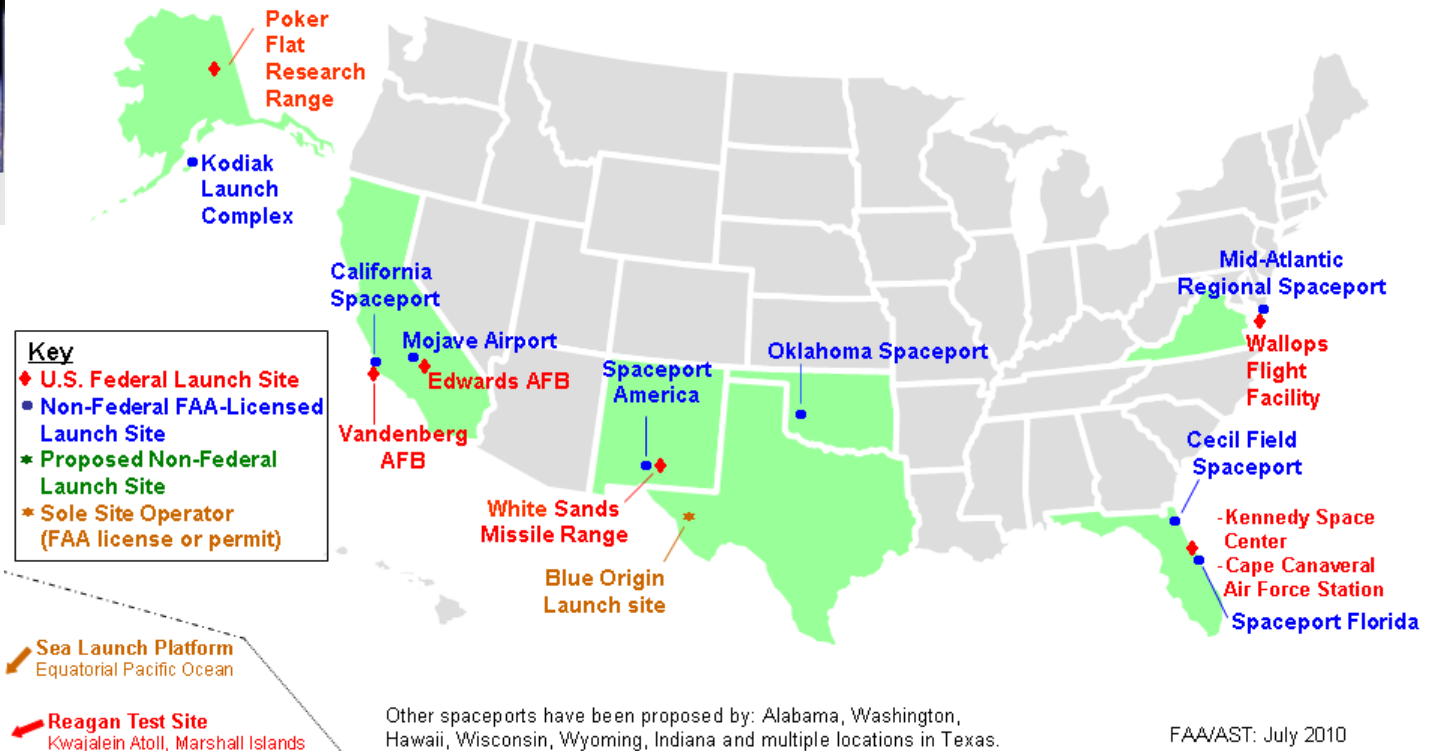 Poker
Flat
Research
Range
Kodiak
Launch
Complex
California
Spaceport
Mojave Airport
Edwards AFB
Vandenberg
AFB
Spaceport
America
White Sands
Missile Range
Oklahoma Spaceport
Blue Origin
Launch site
Mid-Atlantic
Regional Spaceport
Wallops
Flight
Facility
Cecil Field
Spaceport
-Kennedy Space
Center
-Cape Canaveral
Air Force Station
Spaceport Florida
Key
U.S. Federal Launch Site
Non-Federal FAA-Licensed
Launch Site
Proposed Non-Federal
Launch Site
Sole Site Operator
(FAA license or permit)
Sea Launch Platform
Equatorial Pacific Ocean
Reagan Test Site
Kwajalein Atoll, Marshall Islands
Other spaceports have been proposed by: Alabama, Washington,
Hawaii, Wisconsin, Wyoming, Indiana and multiple locations in Texas.
FAA/AST: July 2010